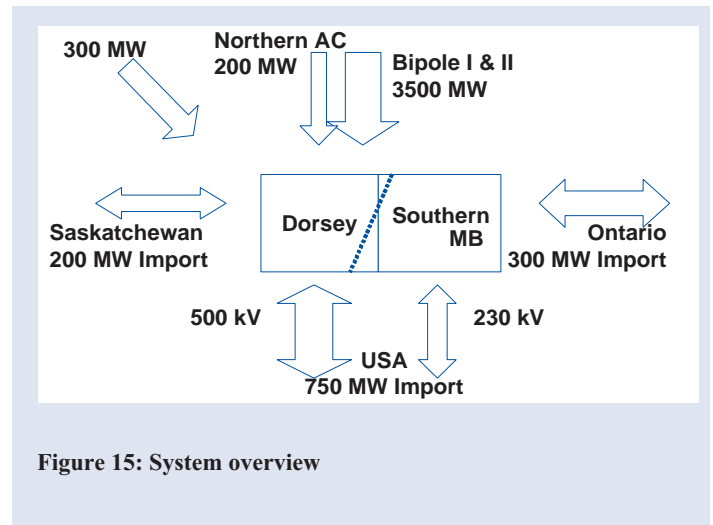 300 MW
Northern AC
200 MW
Bipole I & II
3500 MW
Dorsey
Southern
MB
Saskatchewan
200 MW Import
Ontario
300 MW Import
500 kV
230 kV
USA
750 MW Import
Figure 15: System overview